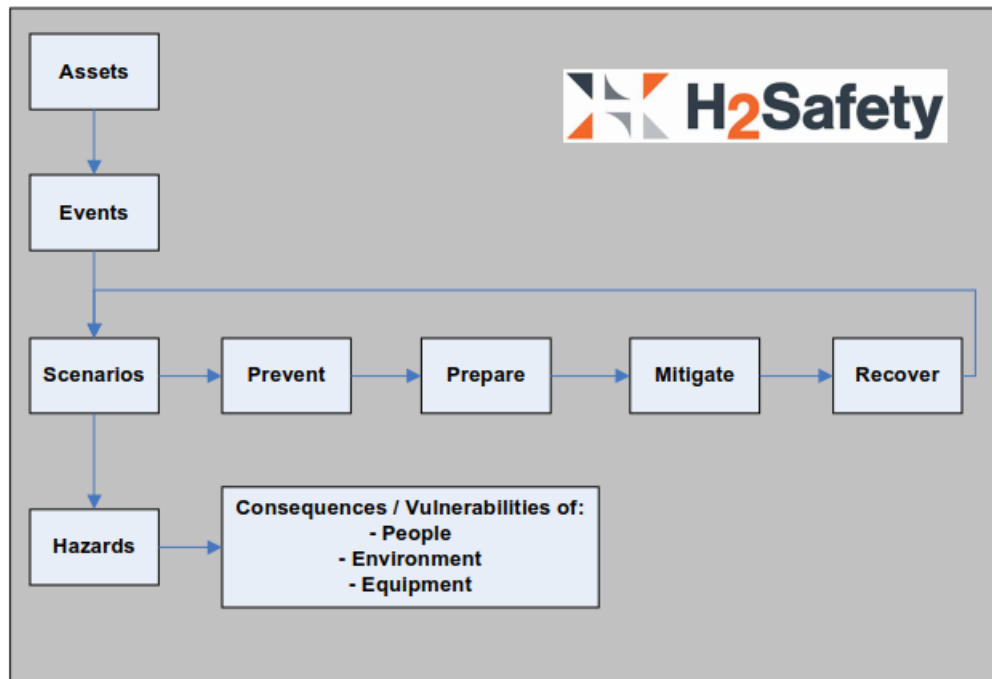 Assets
H2Safety
Events
Scenarios
Prevent
Prepare
Mitigate
Recover
Hazards
Consequences / Vulnerabilities of:
- People
- Environment
- Equipment